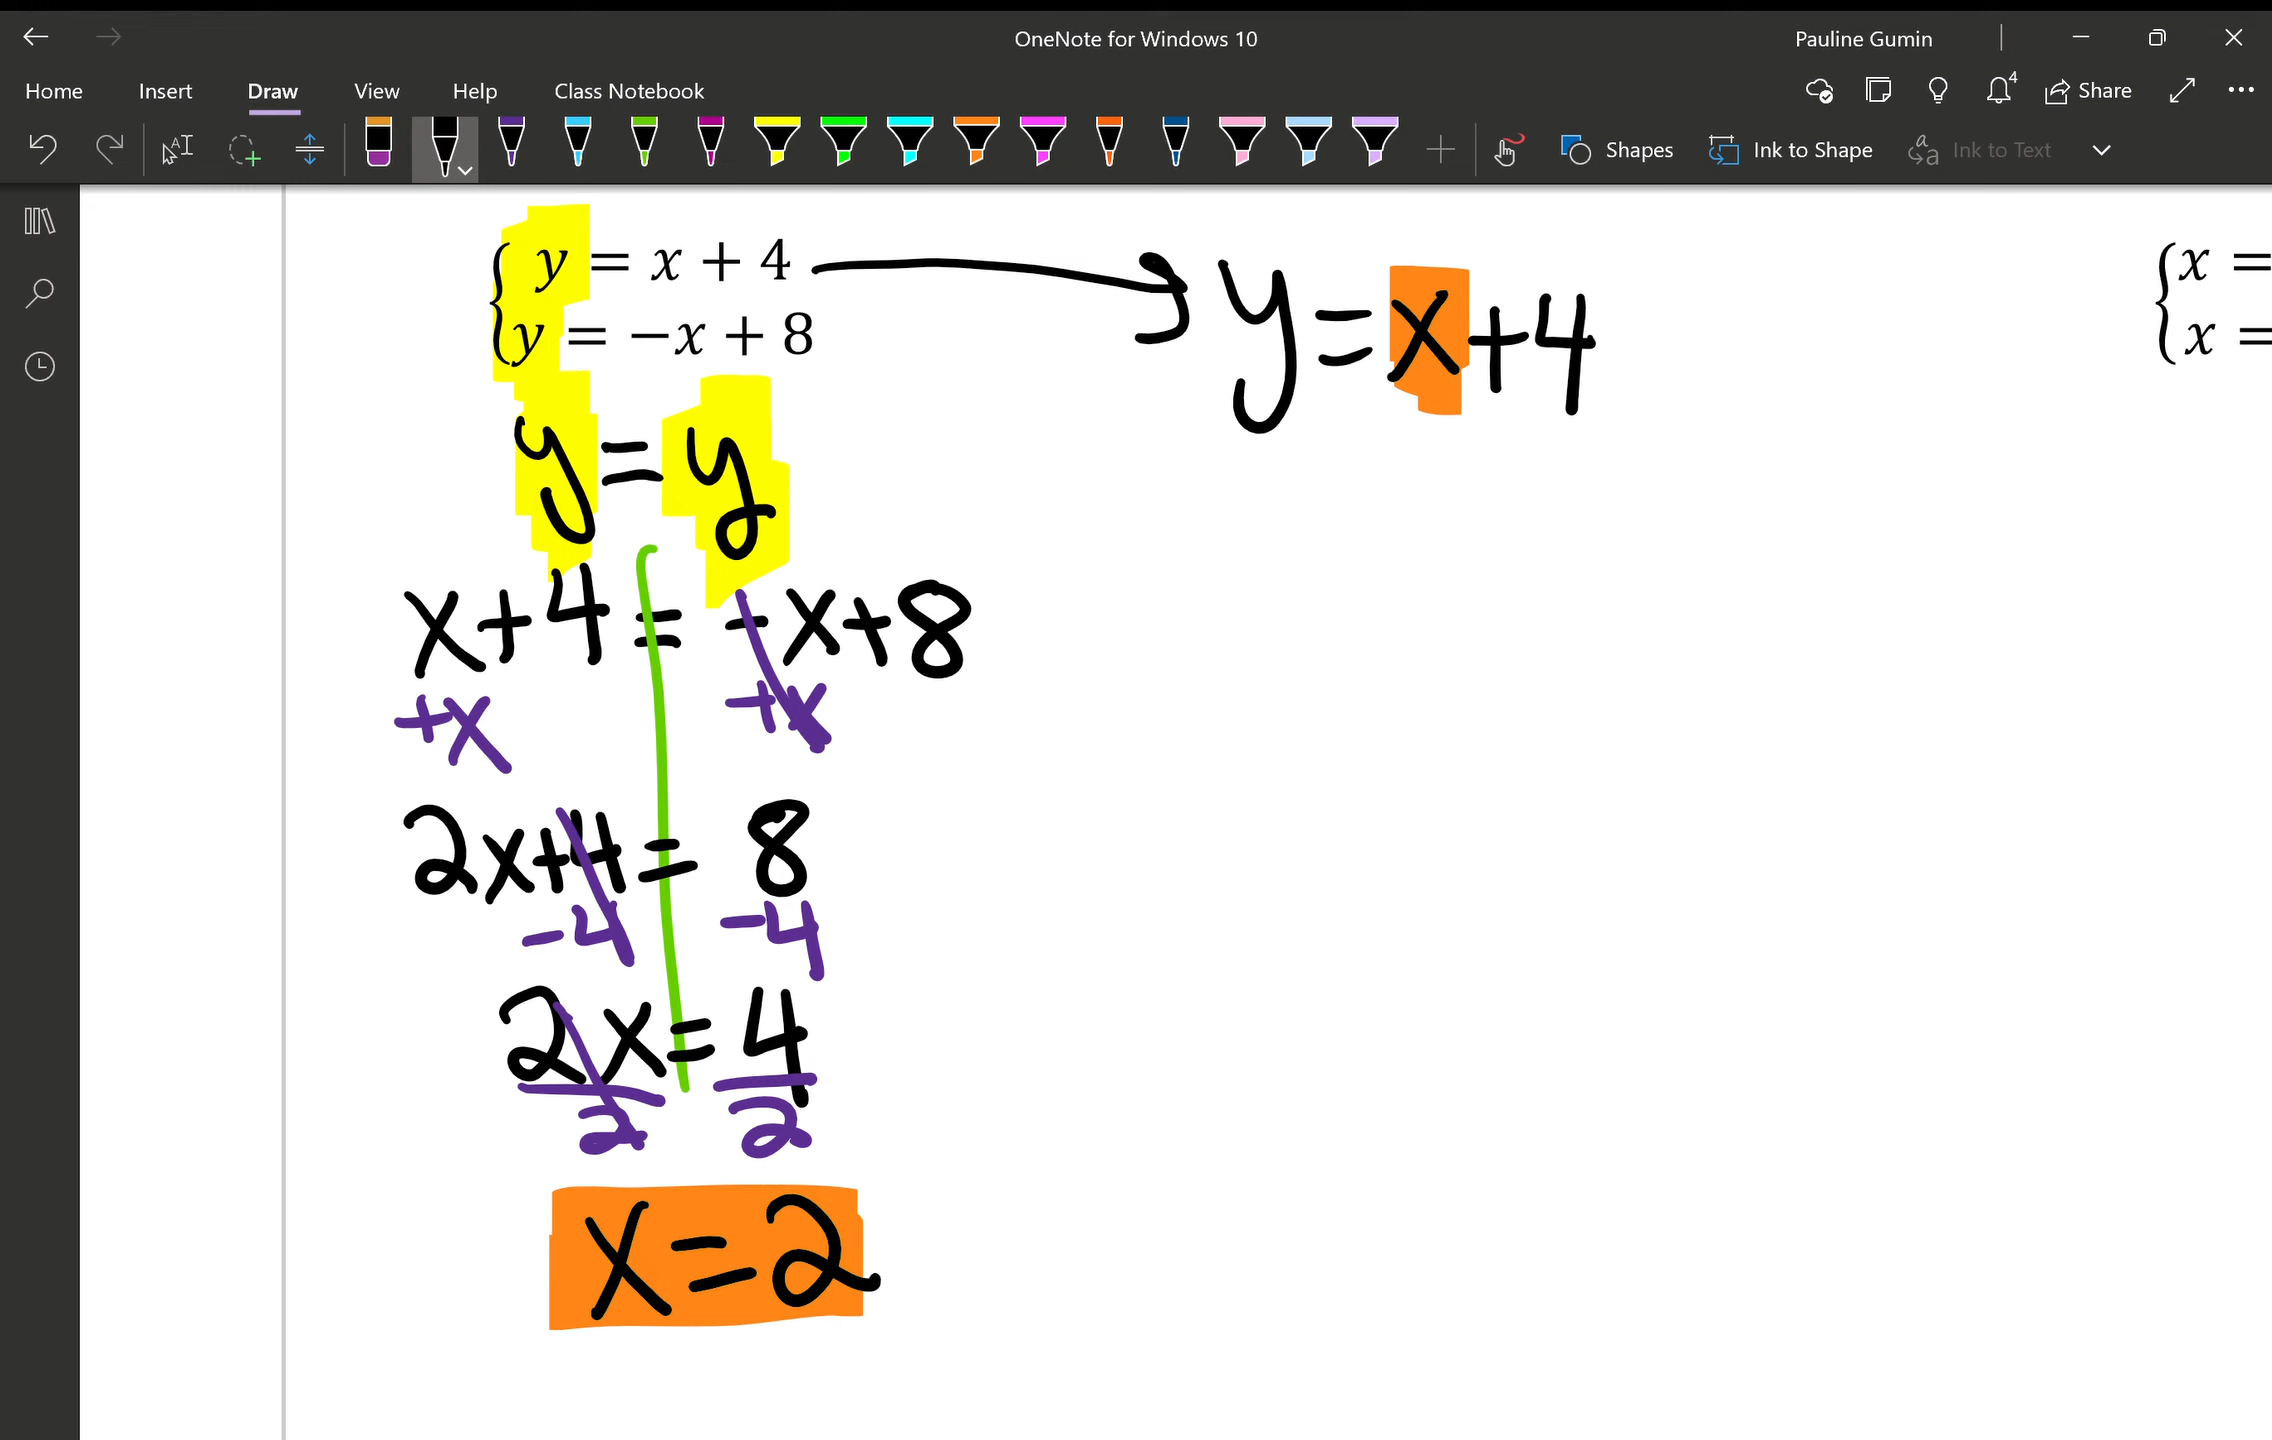 OneNote for Windows 10
Pauline Gumin
Home Insert Draw View Help Class Notebook
4 Share
Shapes Ink to Shape Ink to Text
y = x + 4
y = −x + 8
y=x+4
x =
x =
y=y
x+4 = -x+8
+x +x
2x+4 = 8
-4 -4
2x = 4
2 2
x=2